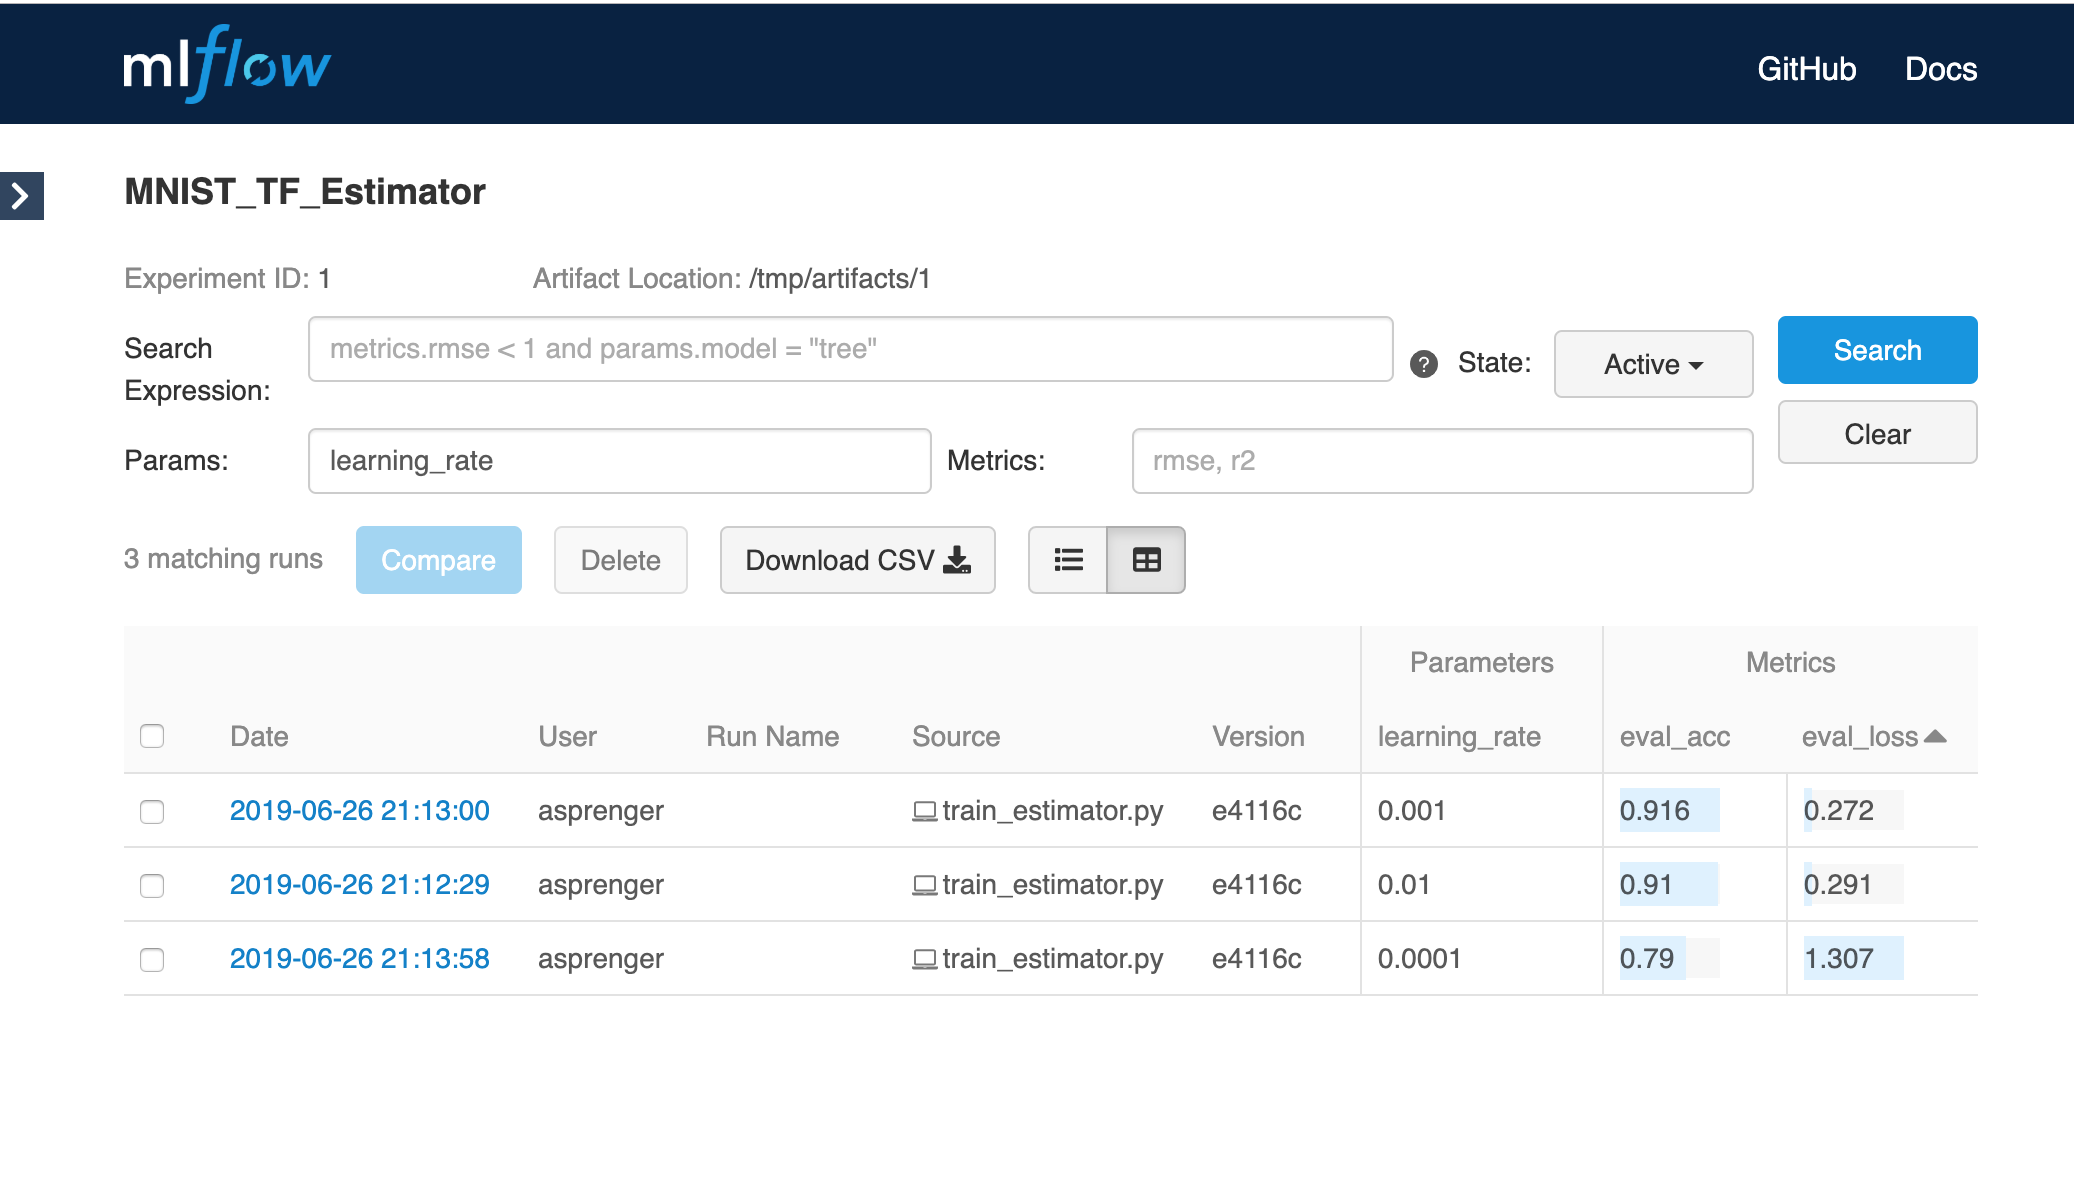 mlflow GitHub Docs
MNIST_TF_Estimator
Experiment ID: 1 Artifact Location: /tmp/artifacts/1
Search Expression: metrics.rmse < 1 and params.model = "tree" ? State: Active Search
Params: learning_rate Metrics: rmse, r2 Clear
3 matching runs Compare Delete Download CSV
Parameters Metrics
Date User Run Name Source Version learning_rate eval_acc eval_loss
2019-06-26 21:13:00 asprenger train_estimator.py e4116c 0.001 0.916 0.272
2019-06-26 21:12:29 asprenger train_estimator.py e4116c 0.01 0.91 0.291
2019-06-26 21:13:58 asprenger train_estimator.py e4116c 0.0001 0.79 1.307